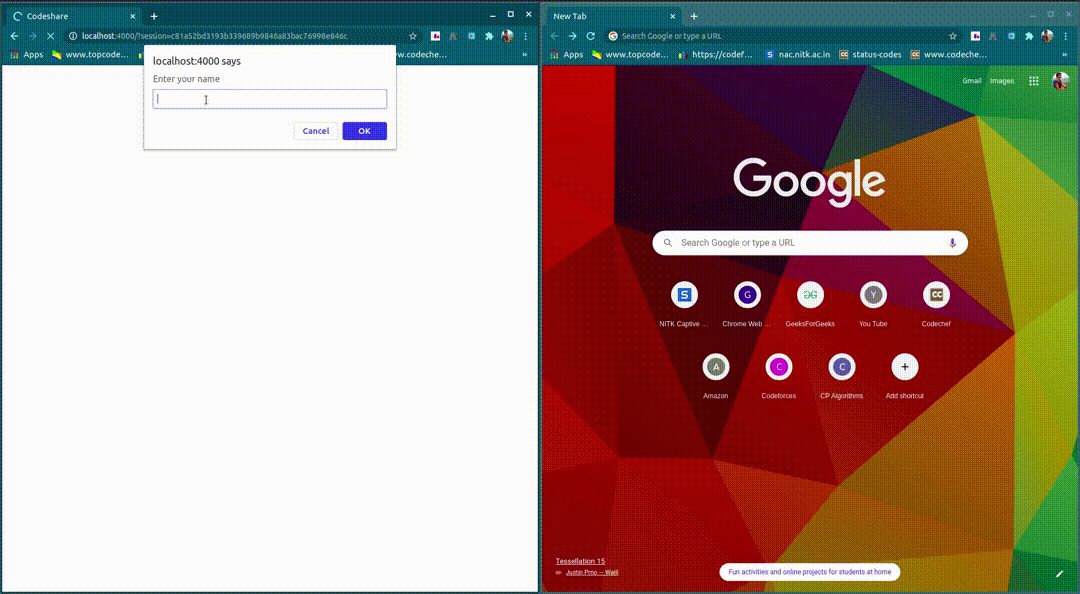 Codeshare
localhost:4000/?session=c81a52bd3193b339689b9846a83bac76998e846c
Apps www.topcode… ww.codeche…
localhost:4000 says
Enter your name
Cancel OK
New Tab
Search Google or type a URL
Apps www.topcode… https://codef… nac.nitk.ac.in status-codes www.codeche…
Gmail Images
Google
Search Google or type a URL
NITK Captive … Chrome Web … GeeksForGeeks You Tube Codechef
Amazon Codeforces CP Algorithms Add shortcut
Tessellation 15
Fun activities and online projects for students at home